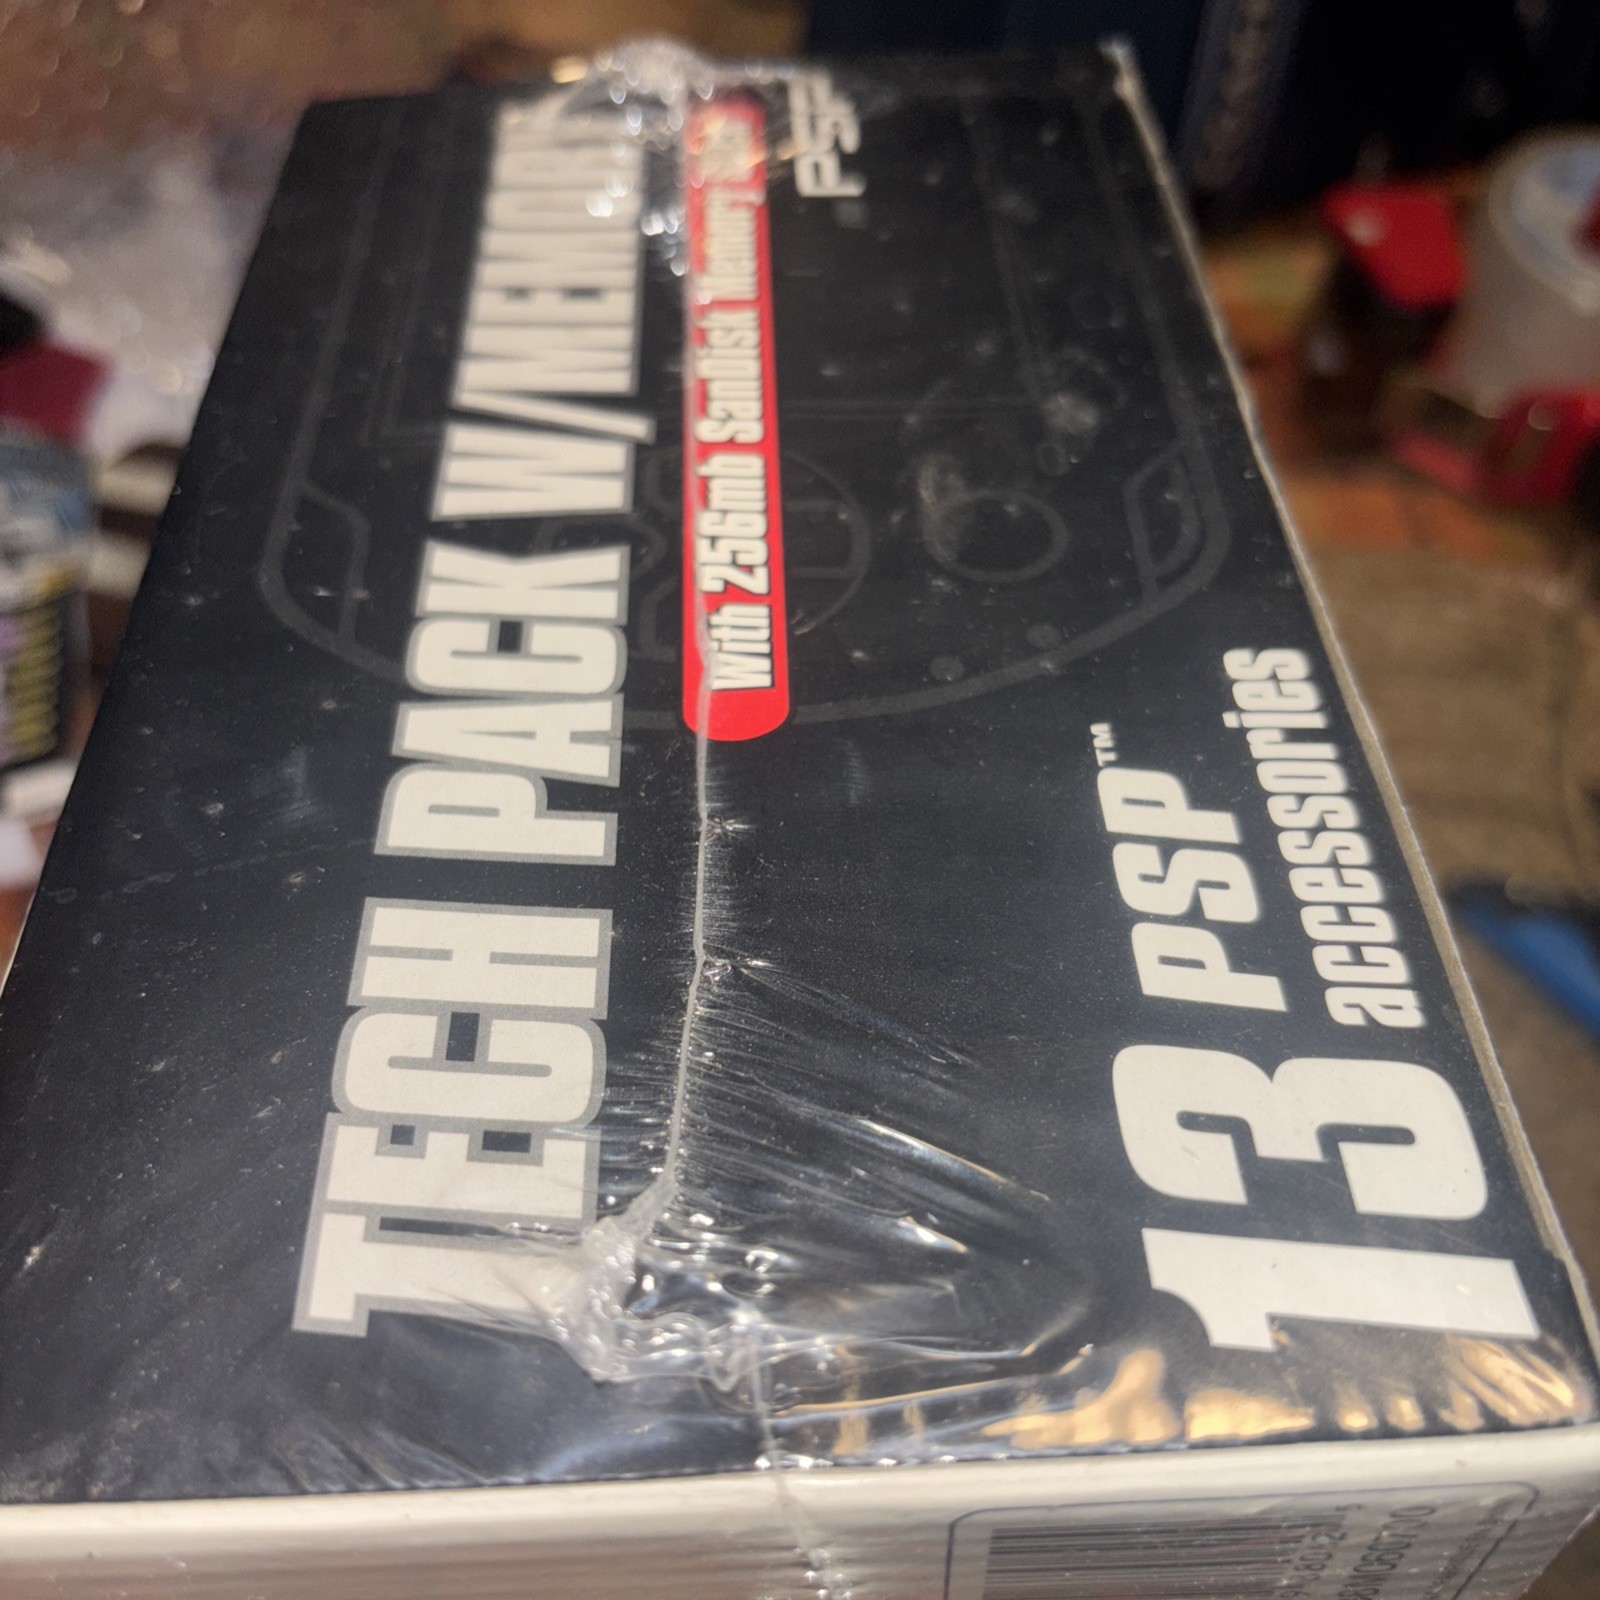 TECH PACK W/MEMORY
With 256mb SanDisk Memory Stick
PSP
13 PSP™
accessories